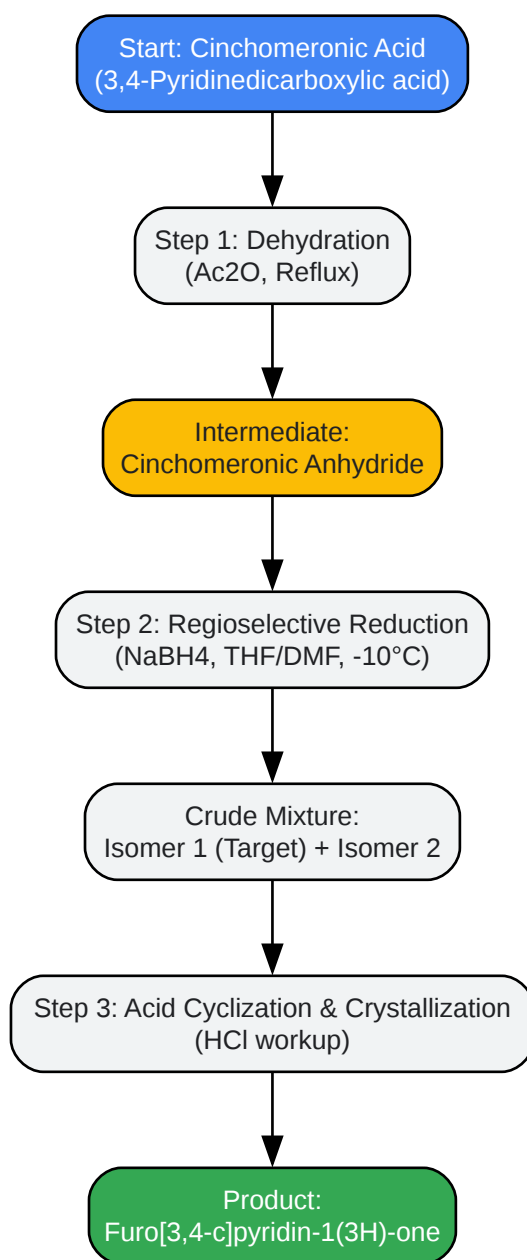 Start: Cinchomeronic Acid
(3,4-Pyridinedicarboxylic acid)
Step 1: Dehydration
(Ac2O, Reflux)
Intermediate:
Cinchomeronic Anhydride
Step 2: Regioselective Reduction
(NaBH4, THF/DMF, -10°C)
Crude Mixture:
Isomer 1 (Target) + Isomer 2
Step 3: Acid Cyclization & Crystallization
(HCl workup)
Product:
Furo[3,4-c]pyridin-1(3H)-one